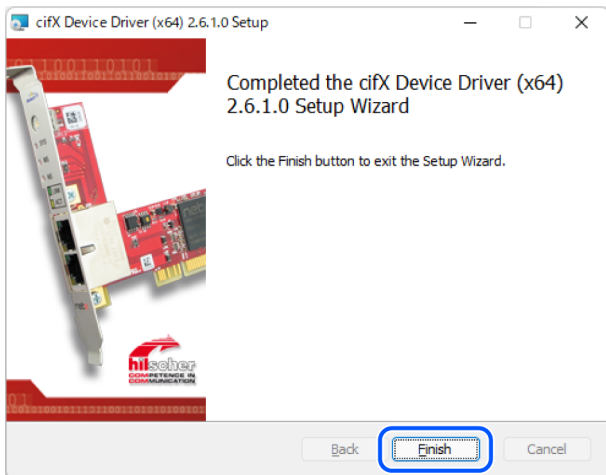 cifX Device Driver (x64) 2.6.1.0 Setup
Completed the cifX Device Driver (x64)
2.6.1.0 Setup Wizard
Click the Finish button to exit the Setup Wizard.
hilscher
COMPETENCE IN
COMMUNICATION
Back
Finish
Cancel